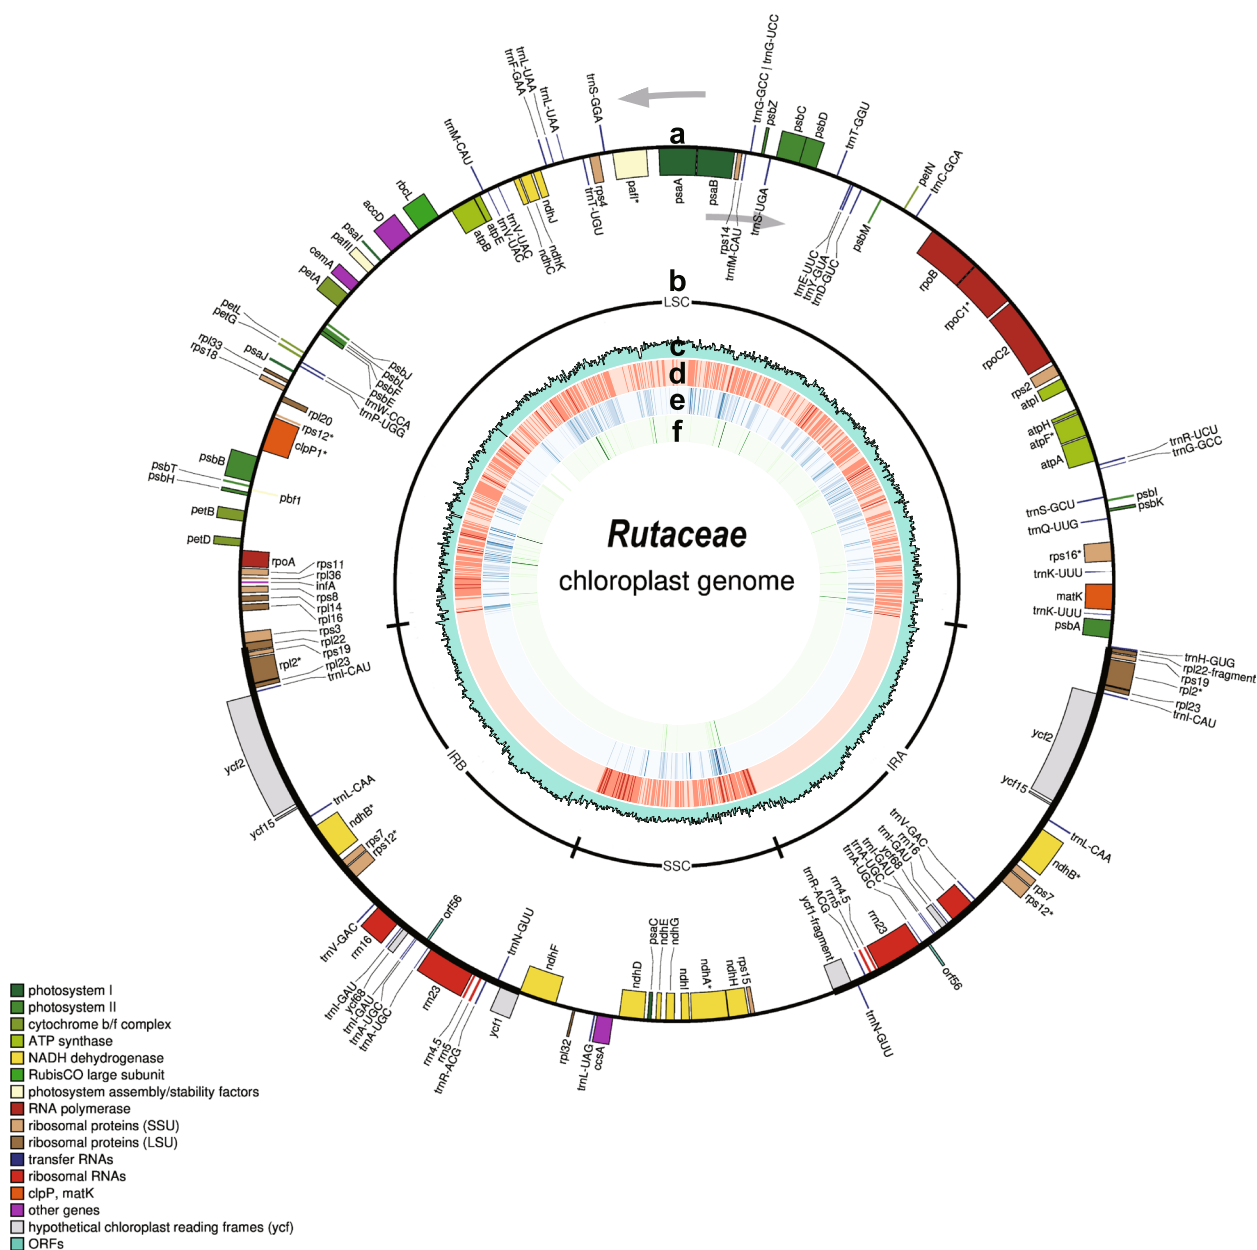 a
b
LSC
c
d
e
f
Rutaceae
chloroplast genome
IRA
IRB
SSC
trnG-GCC | trnG-UCC
psbZ
psbC
psbD
trnT-GGU
petN
trnC-GCA
psaA
psaB
rps14
trnfM-CAU
trnS-UGA
trnE-UUC
trnY-GUA
trnD-GUC
psbM
rpoB
rpoC1*
rpoC2
rps2
atpI
atpH
atpF*
atpA
trnR-UCU
trnG-GCC
trnS-GCU
psbI
psbK
trnQ-UUG
rps16*
trnK-UUU
matK
trnK-UUU
psbA
trnH-GUG
rpl22-fragment
rps19
rpl2*
rpl23
trnI-CAU
ycf2
ycf15
trnL-CAA
ndhB*
rps7
rps12*
trnV-GAC
rrn16
trnI-GAU
ycf68
trnI-GAU
trnA-UGC
trnA-UGC
orf56
rrn23
rrn4.5
rrn5
trnR-ACG
ycf1-fragment
trnN-GUU
rps15
ndhH
ndhA*
ndhI
ndhG
ndhE
psaC
ndhD
ccsA
trnL-UAG
rpl32
ndhF
ycf1
trnN-GUU
trnR-ACG
rrn5
rrn4.5
rrn23
orf56
trnA-UGC
trnA-UGC
trnI-GAU
ycf68
trnI-GAU
rrn16
trnV-GAC
rps12*
rps7
ndhB*
trnL-CAA
ycf15
ycf2
trnI-CAU
rpl23
rpl2*
rps19
rpl22
rps3
rpl16
rpl14
rps8
infA
rpl36
rps11
rpoA
petD
petB
pbf1
psbH
psbT
psbB
clpP1*
rps12*
rpl20
rps18
rpl33
psaJ
trnP-UGG
trnW-CCA
psbE
psbF
psbL
psbJ
petG
petL
petA
cemA
pafII
psaI
accD
rbcL
atpB
atpE
trnM-CAU
trnV-UAC
trnV-UAC
ndhC
ndhK
ndhJ
trnF-GAA
trnL-UAA
trnL-UAA
trnT-UGU
rps4
trnS-GGA
pafI*
photosystem I
photosystem II
cytochrome b/f complex
ATP synthase
NADH dehydrogenase
RubisCO large subunit
photosystem assembly/stability factors
RNA polymerase
ribosomal proteins (SSU)
ribosomal proteins (LSU)
transfer RNAs
ribosomal RNAs
clpP, matK
other genes
hypothetical chloroplast reading frames (ycf)
ORFs